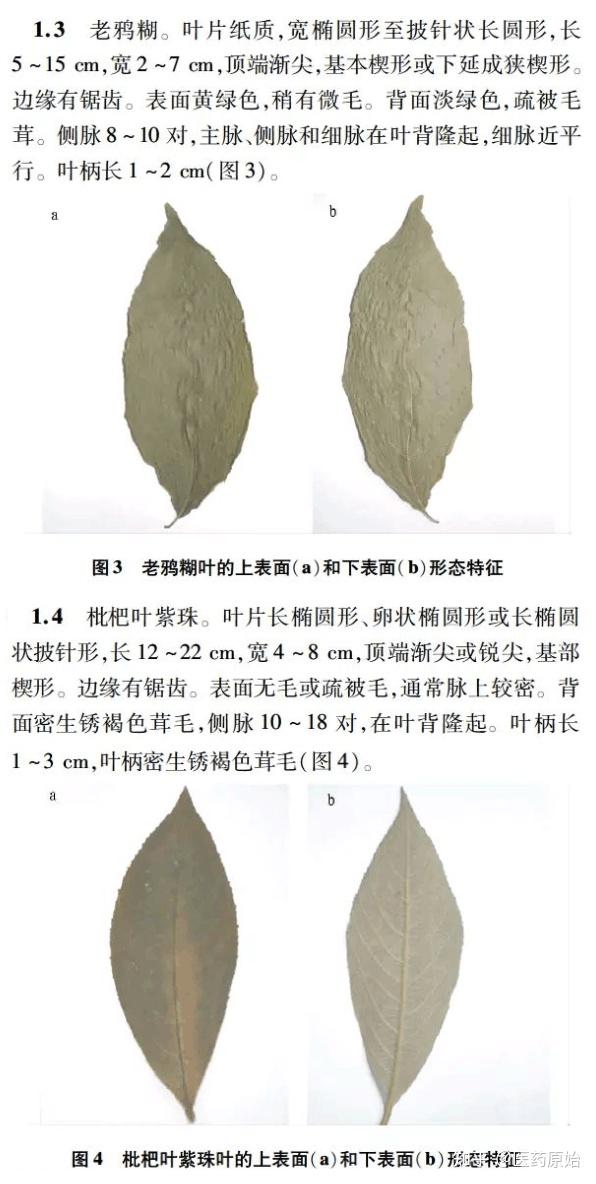 1.3 老鸦糊。叶片纸质,宽椭圆形至披针状长圆形,长
5~15 cm,宽2~7 cm,顶端渐尖,基本楔形或下延成狭楔形。
边缘有锯齿。表面黄绿色,稍有微毛。背面淡绿色,疏被毛
茸。侧脉8~10 对,主脉、侧脉和细脉在叶背隆起,细脉近平
行。叶柄长1~2 cm(图3)。
a
b
图3 老鸦糊叶的上表面(a)和下表面(b)形态特征
1.4 枇杷叶紫珠。叶片长椭圆形、卵状椭圆形或长椭圆
状披针形,长12~22 cm,宽4~8 cm,顶端渐尖或锐尖,基部
楔形。边缘有锯齿。表面无毛或疏被毛,通常脉上较密。背
面密生锈褐色茸毛,侧脉10~18 对,在叶背隆起。叶柄长
1~3 cm,叶柄密生锈褐色茸毛(图4)。
a
b
图4 枇杷叶紫珠叶的上表面(a)和下表面(b)形态特征
医药原始